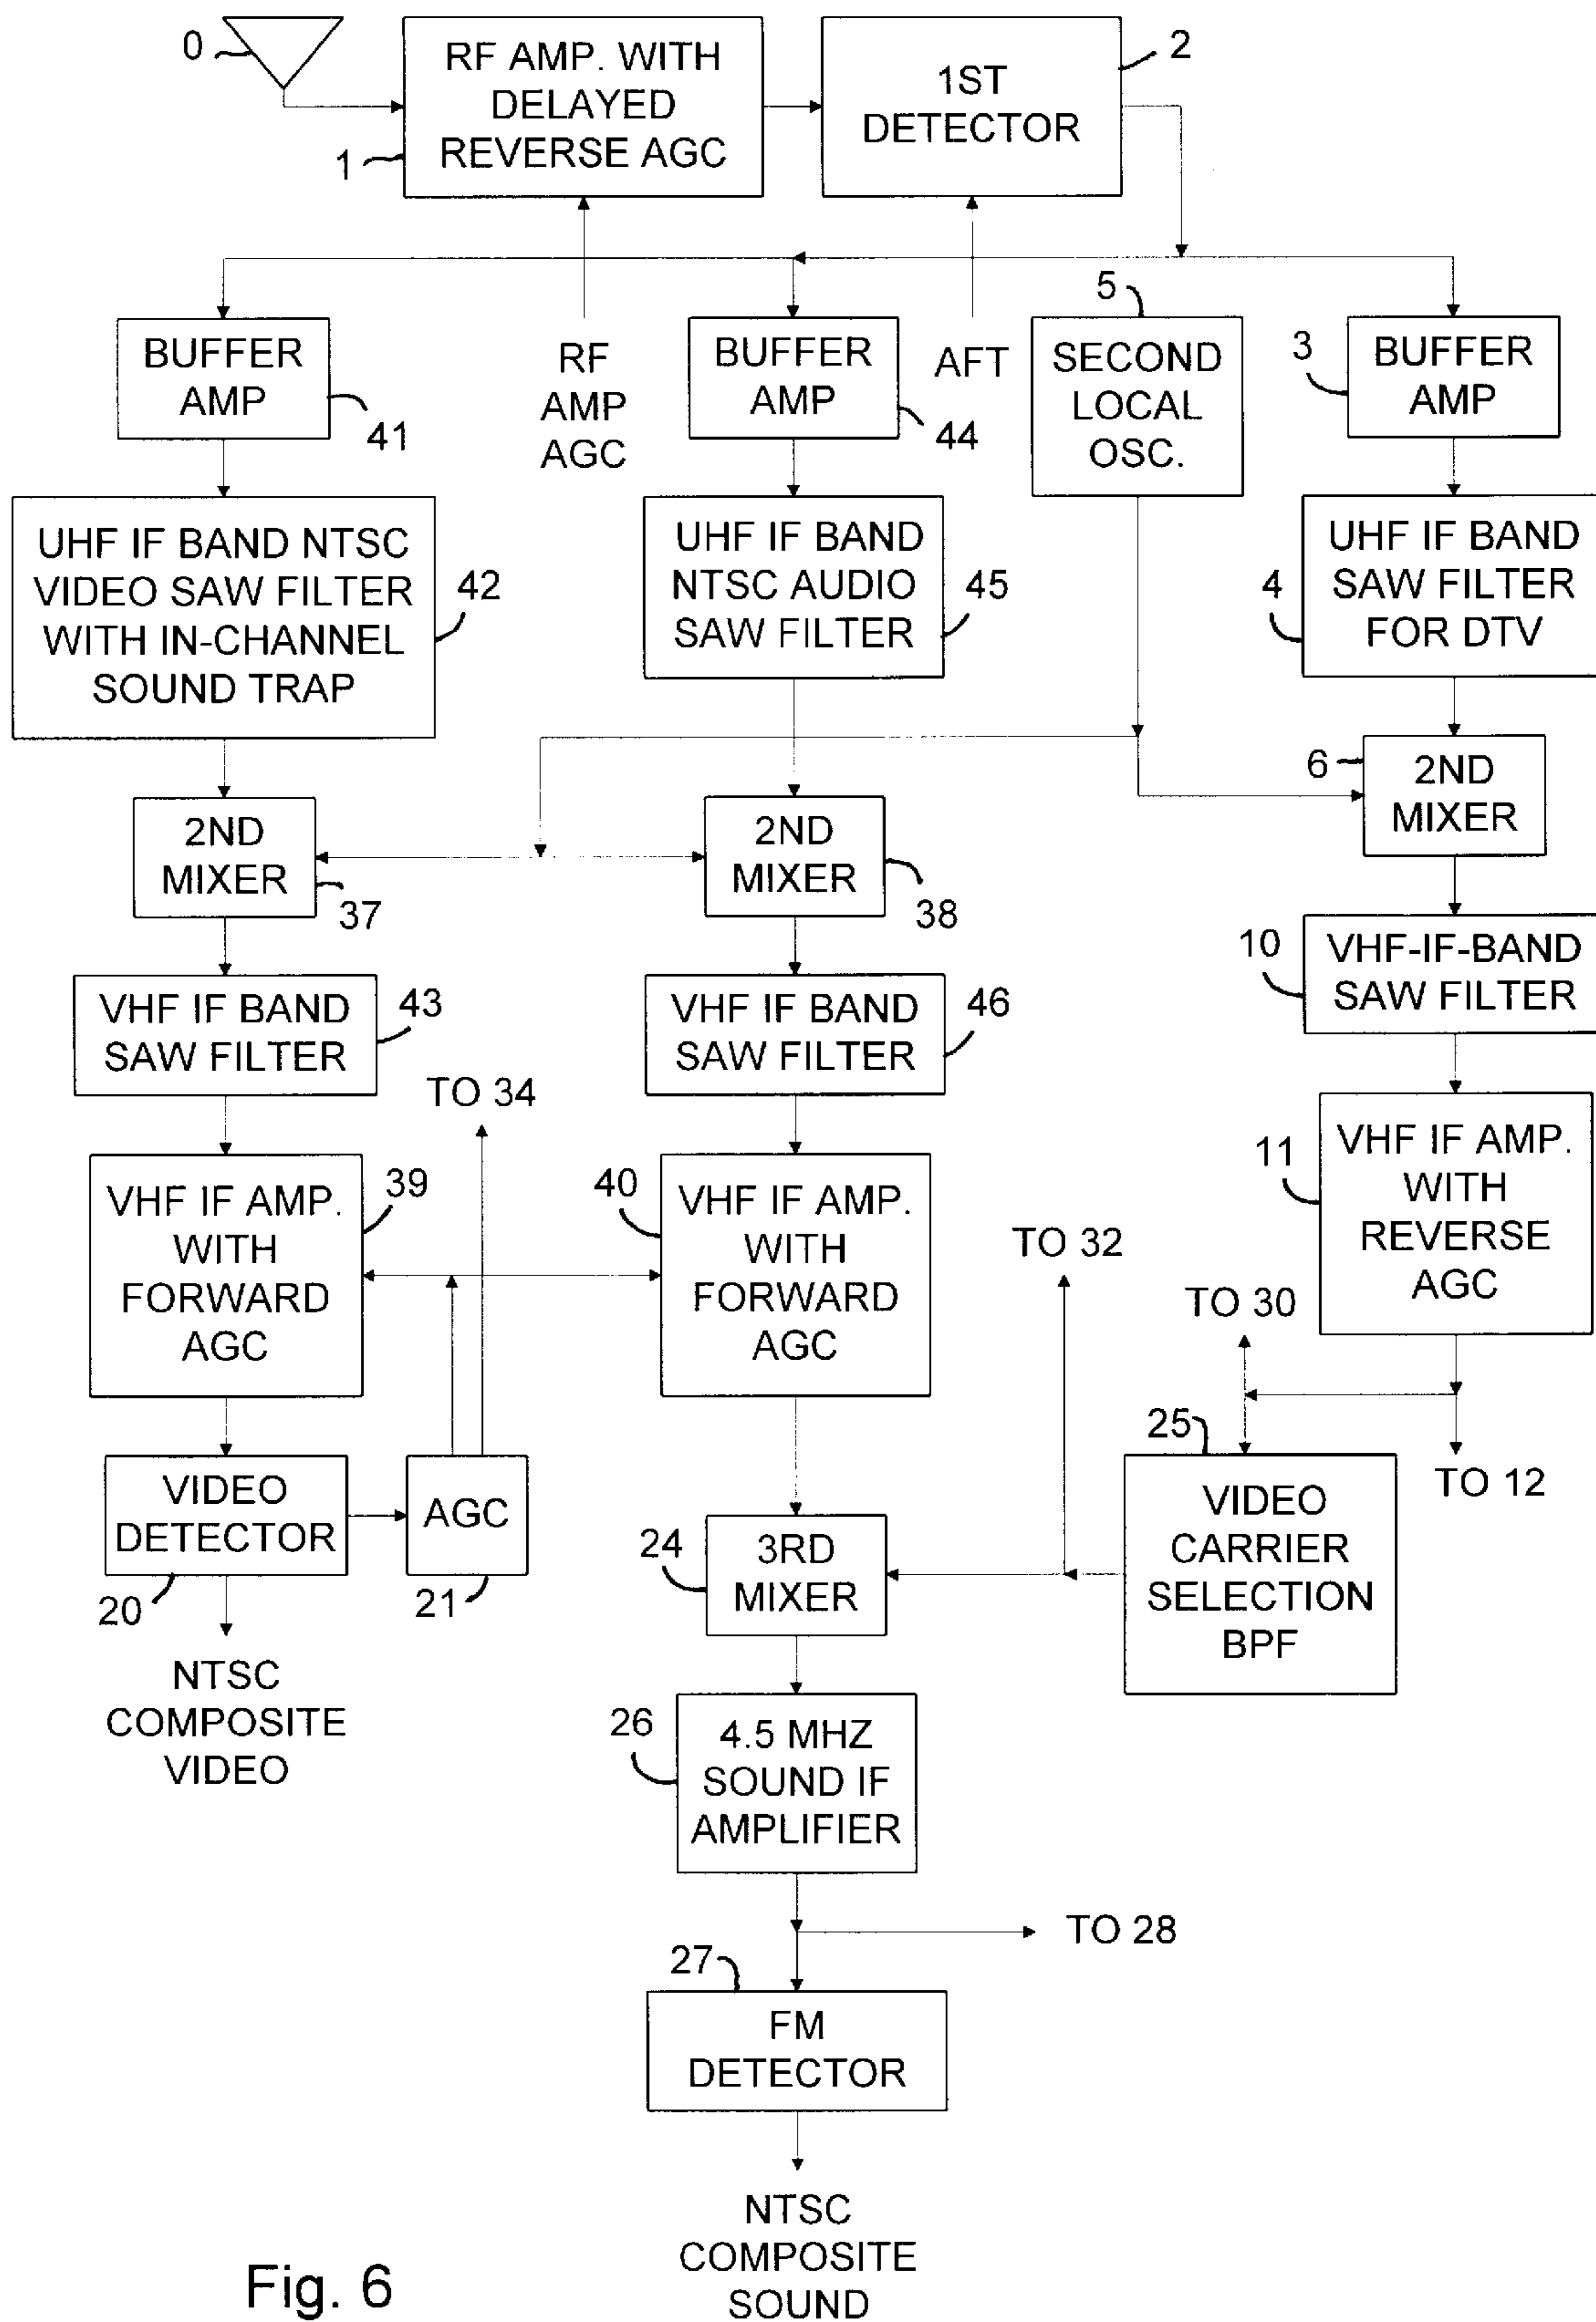 0
RF AMP. WITH
DELAYED
REVERSE AGC
1
1ST
DETECTOR
2
BUFFER
AMP
41
RF
AMP
AGC
BUFFER
AMP
44
AFT
5
SECOND
LOCAL
OSC.
3
BUFFER
AMP
UHF IF BAND NTSC
VIDEO SAW FILTER
WITH IN-CHANNEL
SOUND TRAP
42
UHF IF BAND
NTSC AUDIO
SAW FILTER
45
4
UHF IF BAND
SAW FILTER
FOR DTV
2ND
MIXER
37
2ND
MIXER
38
6
2ND
MIXER
VHF IF BAND
SAW FILTER
43
VHF IF BAND
SAW FILTER
46
10
VHF-IF-BAND
SAW FILTER
TO 34
VHF IF AMP.
WITH
FORWARD
AGC
39
40
VHF IF AMP.
WITH
FORWARD
AGC
TO 32
11
VHF IF AMP.
WITH
REVERSE
AGC
TO 30
TO 12
VIDEO
DETECTOR
20
AGC
21
24
3RD
MIXER
25
VIDEO
CARRIER
SELECTION
BPF
NTSC
COMPOSITE
VIDEO
26
4.5 MHZ
SOUND IF
AMPLIFIER
TO 28
27
FM
DETECTOR
NTSC
COMPOSITE
SOUND
Fig. 6